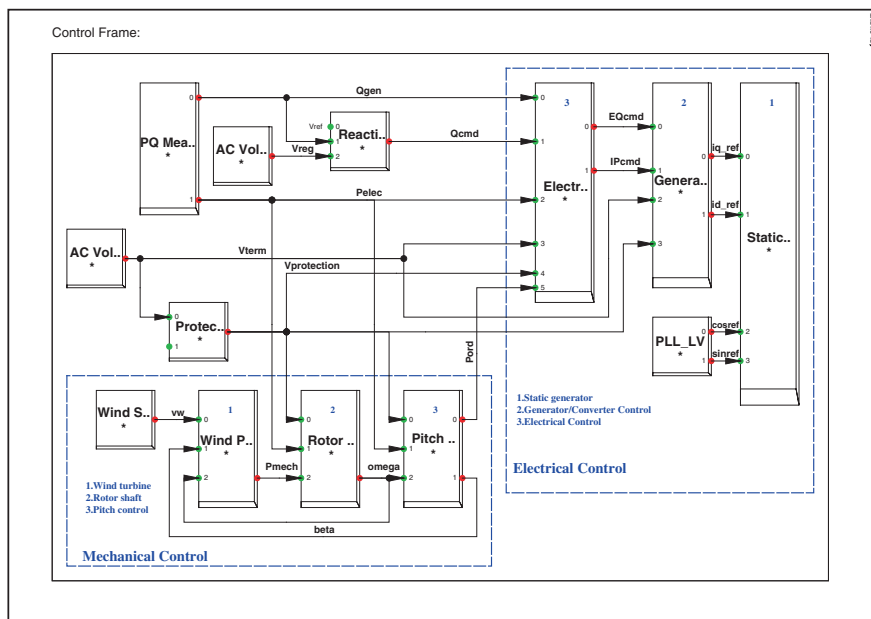 Control Frame:
Qgen
0
PQ Mea..
*
1
AC Vol..
*
Vreg
Vref
0
1
2
Reacti..
*
Qcmd
Pelec
AC Vol..
*
Vterm
Vprotection
0
1
Protec..
*
3
0
1
2
3
4
5
Electr..
*
0
1
EQcmd
IPcmd
2
0
1
2
3
Genera..
*
0
1
iq_ref
id_ref
1
0
1
2
3
Static..
*
PLL_LV
*
0
1
cosref
sinref
1.Static generator
2.Generator/Converter Control
3.Electrical Control
Electrical Control
Pord
Wind S..
*
vw
1
0
1
2
Wind P..
*
Pmech
2
0
1
2
Rotor ..
*
omega
3
0
1
2
Pitch ..
*
0
1
beta
1.Wind turbine
2.Rotor shaft
3.Pitch control
Mechanical Control